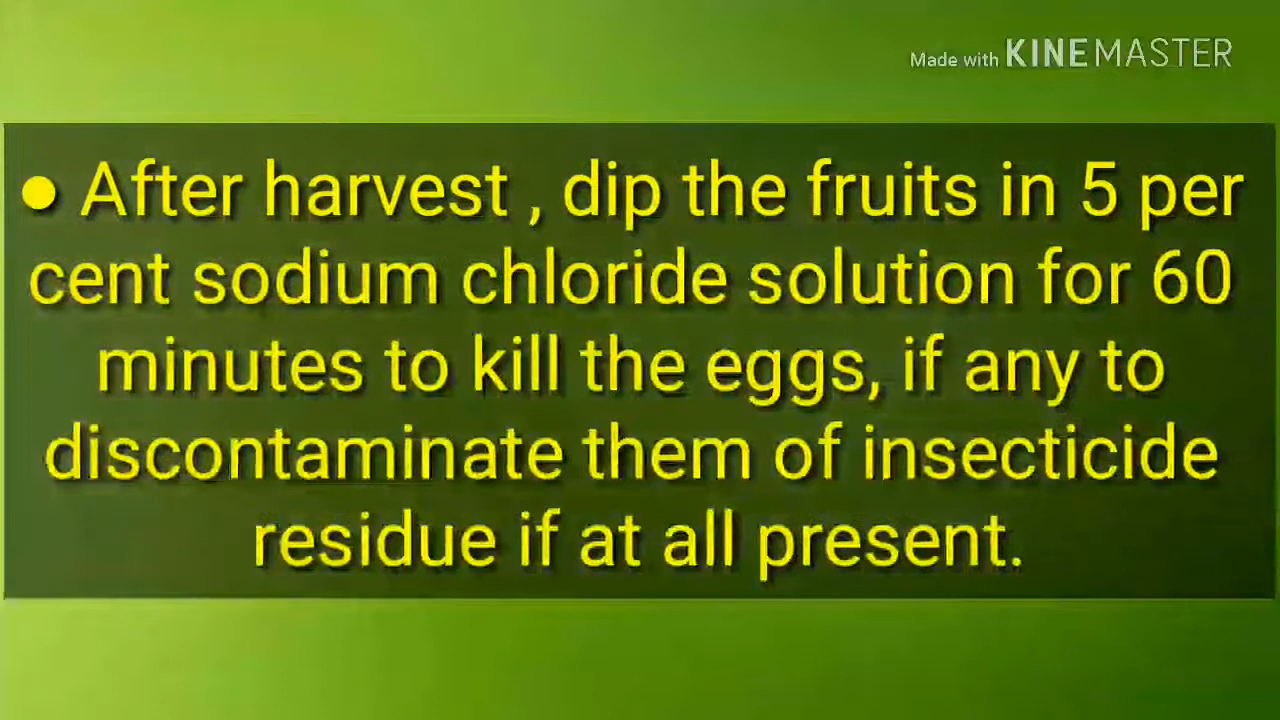 Made with KINEMASTER
● After harvest , dip the fruits in 5 per
cent sodium chloride solution for 60
minutes to kill the eggs, if any to
discontaminate them of insecticide
residue if at all present.